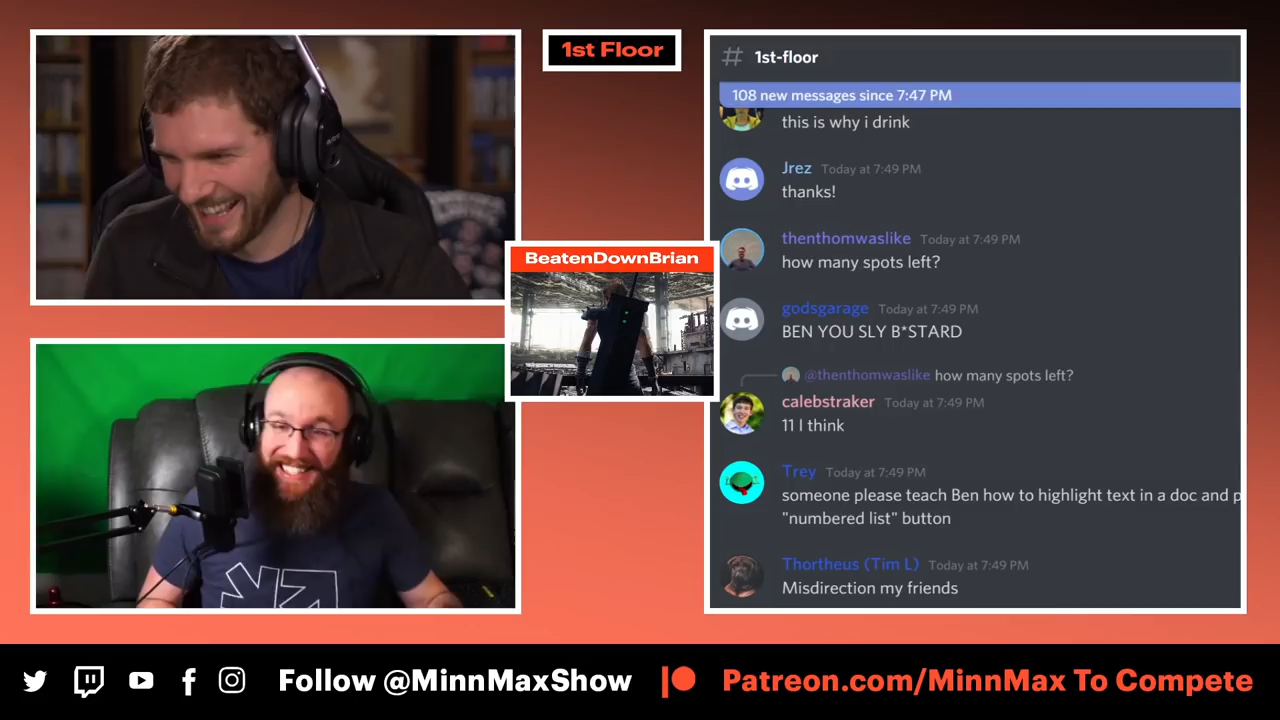 1st Floor
# 1st-floor
108 new messages since 7:47 PM
this is why i drink
Jrez Today at 7:49 PM
thanks!
thenthomwaslike Today at 7:49 PM
how many spots left?
godsgarage Today at 7:49 PM
BEN YOU SLY B*STARD
@thenthomwaslike how many spots left?
calebstraker Today at 7:49 PM
11 I think
Trey Today at 7:49 PM
someone please teach Ben how to highlight text in a doc and p
"numbered list" button
Thortheus (Tim L) Today at 7:49 PM
Misdirection my friends
BeatenDownBrian
Follow @MinnMaxShow
Patreon.com/MinnMax To Compete